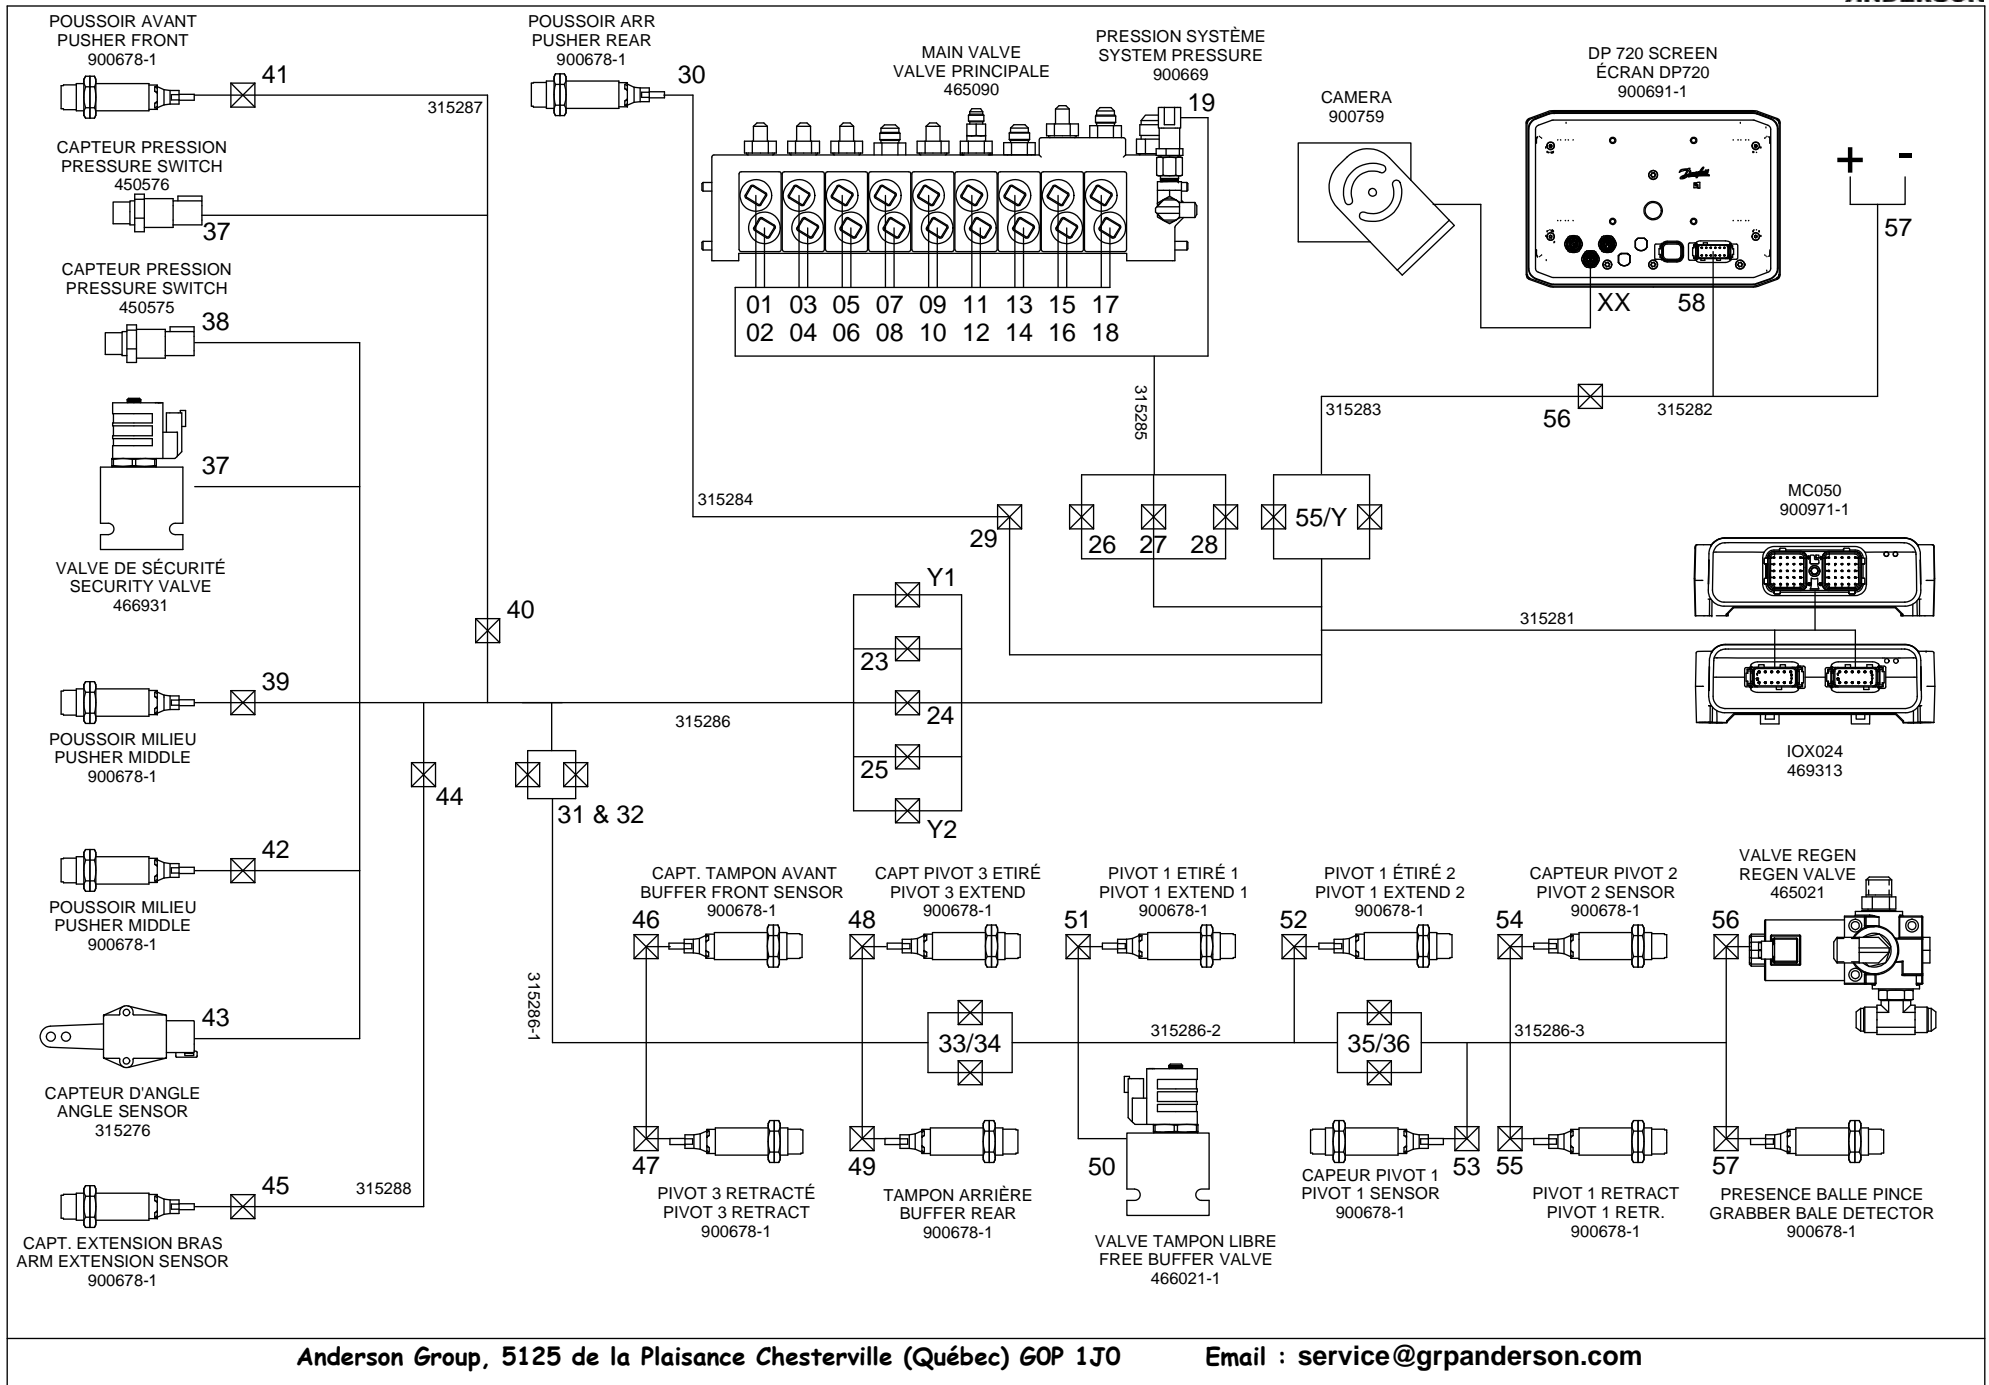 ANDERSON
POUSSOIR AVANT
PUSHER FRONT
900678-1
41
315287
POUSSOIR ARR
PUSHER REAR
900678-1
30
MAIN VALVE
VALVE PRINCIPALE
465090
PRESSION SYSTÈME
SYSTEM PRESSURE
900669
19
CAMERA
900759
DP 720 SCREEN
ÉCRAN DP720
900691-1
Danfoss
+ -
57
XX
58
CAPTEUR PRESSION
PRESSURE SWITCH
450576
37
CAPTEUR PRESSION
PRESSURE SWITCH
450575
38
01 03 05 07 09 11 13 15 17
02 04 06 08 10 12 14 16 18
315285
315283
56
315282
37
VALVE DE SÉCURITÉ
SECURITY VALVE
466931
315284
29
26
27
28
55/Y
MC050
900971-1
315281
IOX024
469313
40
Y1
23
24
25
Y2
39
315286
POUSSOIR MILIEU
PUSHER MIDDLE
900678-1
44
31 & 32
42
POUSSOIR MILIEU
PUSHER MIDDLE
900678-1
CAPT. TAMPON AVANT
BUFFER FRONT SENSOR
900678-1
46
CAPT PIVOT 3 ETIRÉ
PIVOT 3 EXTEND
900678-1
48
PIVOT 1 ETIRÉ 1
PIVOT 1 EXTEND 1
900678-1
51
PIVOT 1 ÉTIRÉ 2
PIVOT 1 EXTEND 2
900678-1
52
CAPTEUR PIVOT 2
PIVOT 2 SENSOR
900678-1
54
VALVE REGEN
REGEN VALVE
465021
56
315286-1
43
CAPTEUR D'ANGLE
ANGLE SENSOR
315276
33/34
315286-2
35/36
315286-3
45
315288
CAPT. EXTENSION BRAS
ARM EXTENSION SENSOR
900678-1
47
PIVOT 3 RETRACTÉ
PIVOT 3 RETRACT
900678-1
49
TAMPON ARRIÈRE
BUFFER REAR
900678-1
50
VALVE TAMPON LIBRE
FREE BUFFER VALVE
466021-1
53
CAPEUR PIVOT 1
PIVOT 1 SENSOR
900678-1
55
PIVOT 1 RETRACT
PIVOT 1 RETR.
900678-1
57
PRESENCE BALLE PINCE
GRABBER BALE DETECTOR
900678-1
Anderson Group, 5125 de la Plaisance Chesterville (Québec) G0P 1J0 Email : service@grpanderson.com